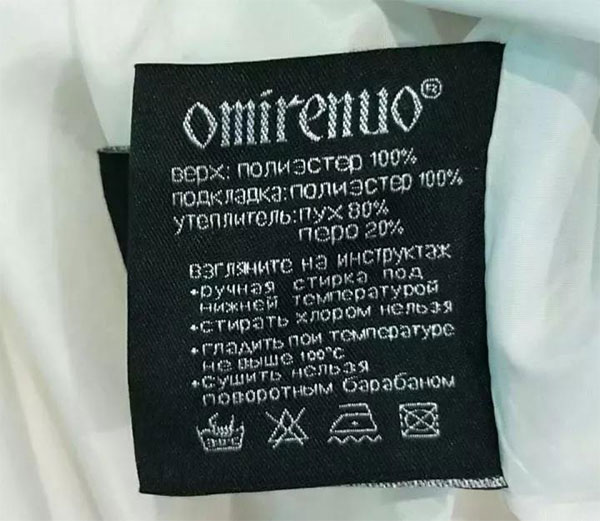 omirenuo®
верх: полиэстер 100%
подкладка: полиэстер 100%
утеплитель: пух 80%
перо 20%
взгляните на инструктаж
•ручная стирка под
нижней температурой
•стирать хлором нельзя
•гладить пои температуре
не выше 100°C
•Сушить нельзя
поворотным барабаном